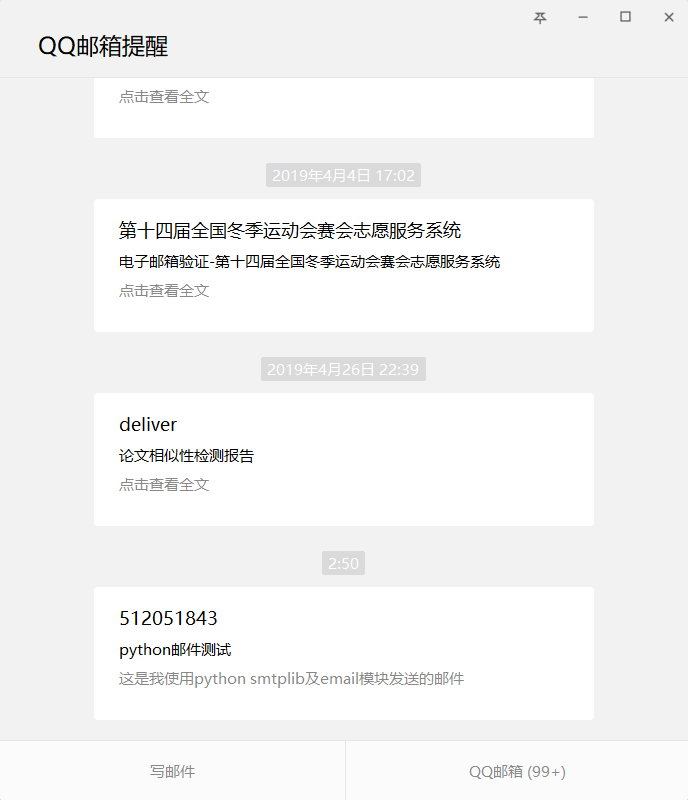 QQ邮箱提醒
点击查看全文
2019年4月4日 17:02
第十四届全国冬季运动会赛会志愿服务系统
电子邮箱验证-第十四届全国冬季运动会赛会志愿服务系统
点击查看全文
2019年4月26日 22:39
deliver
论文相似性检测报告
点击查看全文
2:50
512051843
python邮件测试
这是我使用python smtplib及email模块发送的邮件
写邮件
QQ邮箱 (99+)